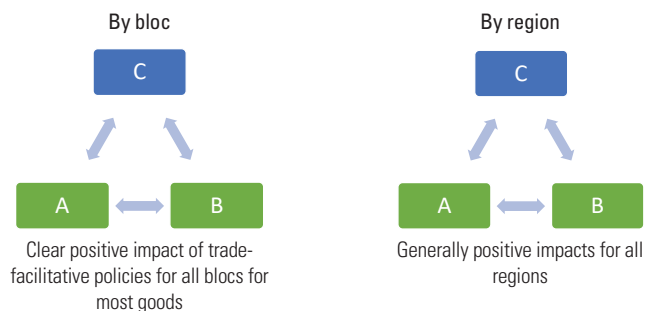 By bloc
C
A
B
Clear positive impact of trade-
facilitative policies for all blocs for
most goods
By region
C
A
B
Generally positive impacts for all
regions